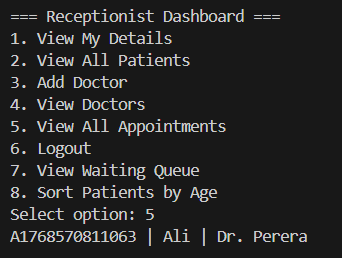 === Receptionist Dashboard ===
1. View My Details
2. View All Patients
3. Add Doctor
4. View Doctors
5. View All Appointments
6. Logout
7. View Waiting Queue
8. Sort Patients by Age
Select option: 5
A1768570811063 | Ali | Dr. Perera